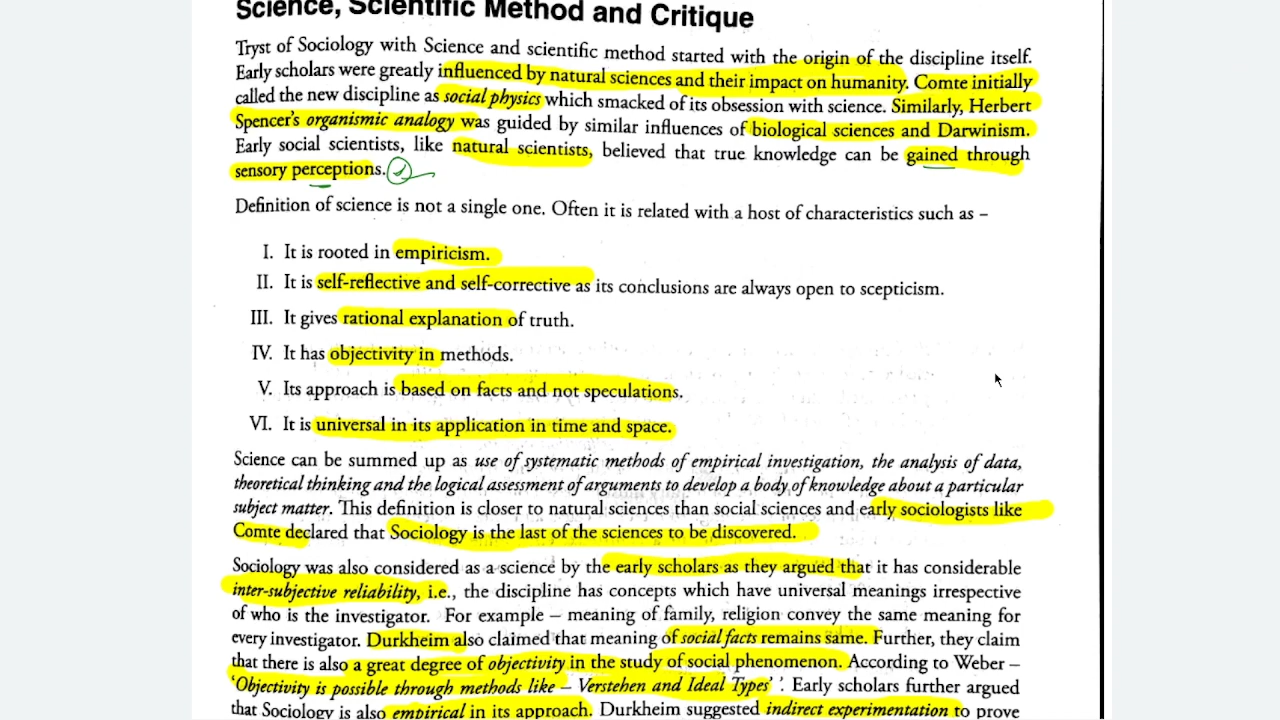 Science, Scientific Method and Critique
Tryst of Sociology with Science and scientific method started with the origin of the discipline itself.
Early scholars were greatly influenced by natural sciences and their impact on humanity. Comte initially
called the new discipline as social physics which smacked of its obsession with science. Similarly, Herbert
Spencer's organismic analogy was guided by similar influences of biological sciences and Darwinism.
Early social scientists, like natural scientists, believed that true knowledge can be gained through
sensory perceptions.
Definition of science is not a single one. Often it is related with a host of characteristics such as –
I. It is rooted in empiricism.
II. It is self-reflective and self-corrective as its conclusions are always open to scepticism.
III. It gives rational explanation of truth.
IV. It has objectivity in methods.
V. Its approach is based on facts and not speculations.
VI. It is universal in its application in time and space.
Science can be summed up as use of systematic methods of empirical investigation, the analysis of data,
theoretical thinking and the logical assessment of arguments to develop a body of knowledge about a particular
subject matter. This definition is closer to natural sciences than social sciences and early sociologists like
Comte declared that Sociology is the last of the sciences to be discovered.
Sociology was also considered as a science by the early scholars as they argued that it has considerable
inter-subjective reliability, i.e., the discipline has concepts which have universal meanings irrespective
of who is the investigator. For example – meaning of family, religion convey the same meaning for
every investigator. Durkheim also claimed that meaning of social facts remains same. Further, they claim
that there is also a great degree of objectivity in the study of social phenomenon. According to Weber –
'Objectivity is possible through methods like – Verstehen and Ideal Types' '. Early scholars further argued
that Sociology is also empirical in its approach. Durkheim suggested indirect experimentation to prove